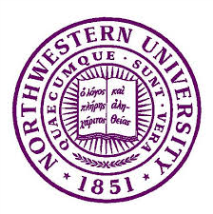 NORTHWESTERN UNIVERSITY
QUAECUMQUE · SUNT · VERA
ὁ λόγος
πλήρης
χάριτος
καὶ
ἀλη-
θείας
* 1851 *